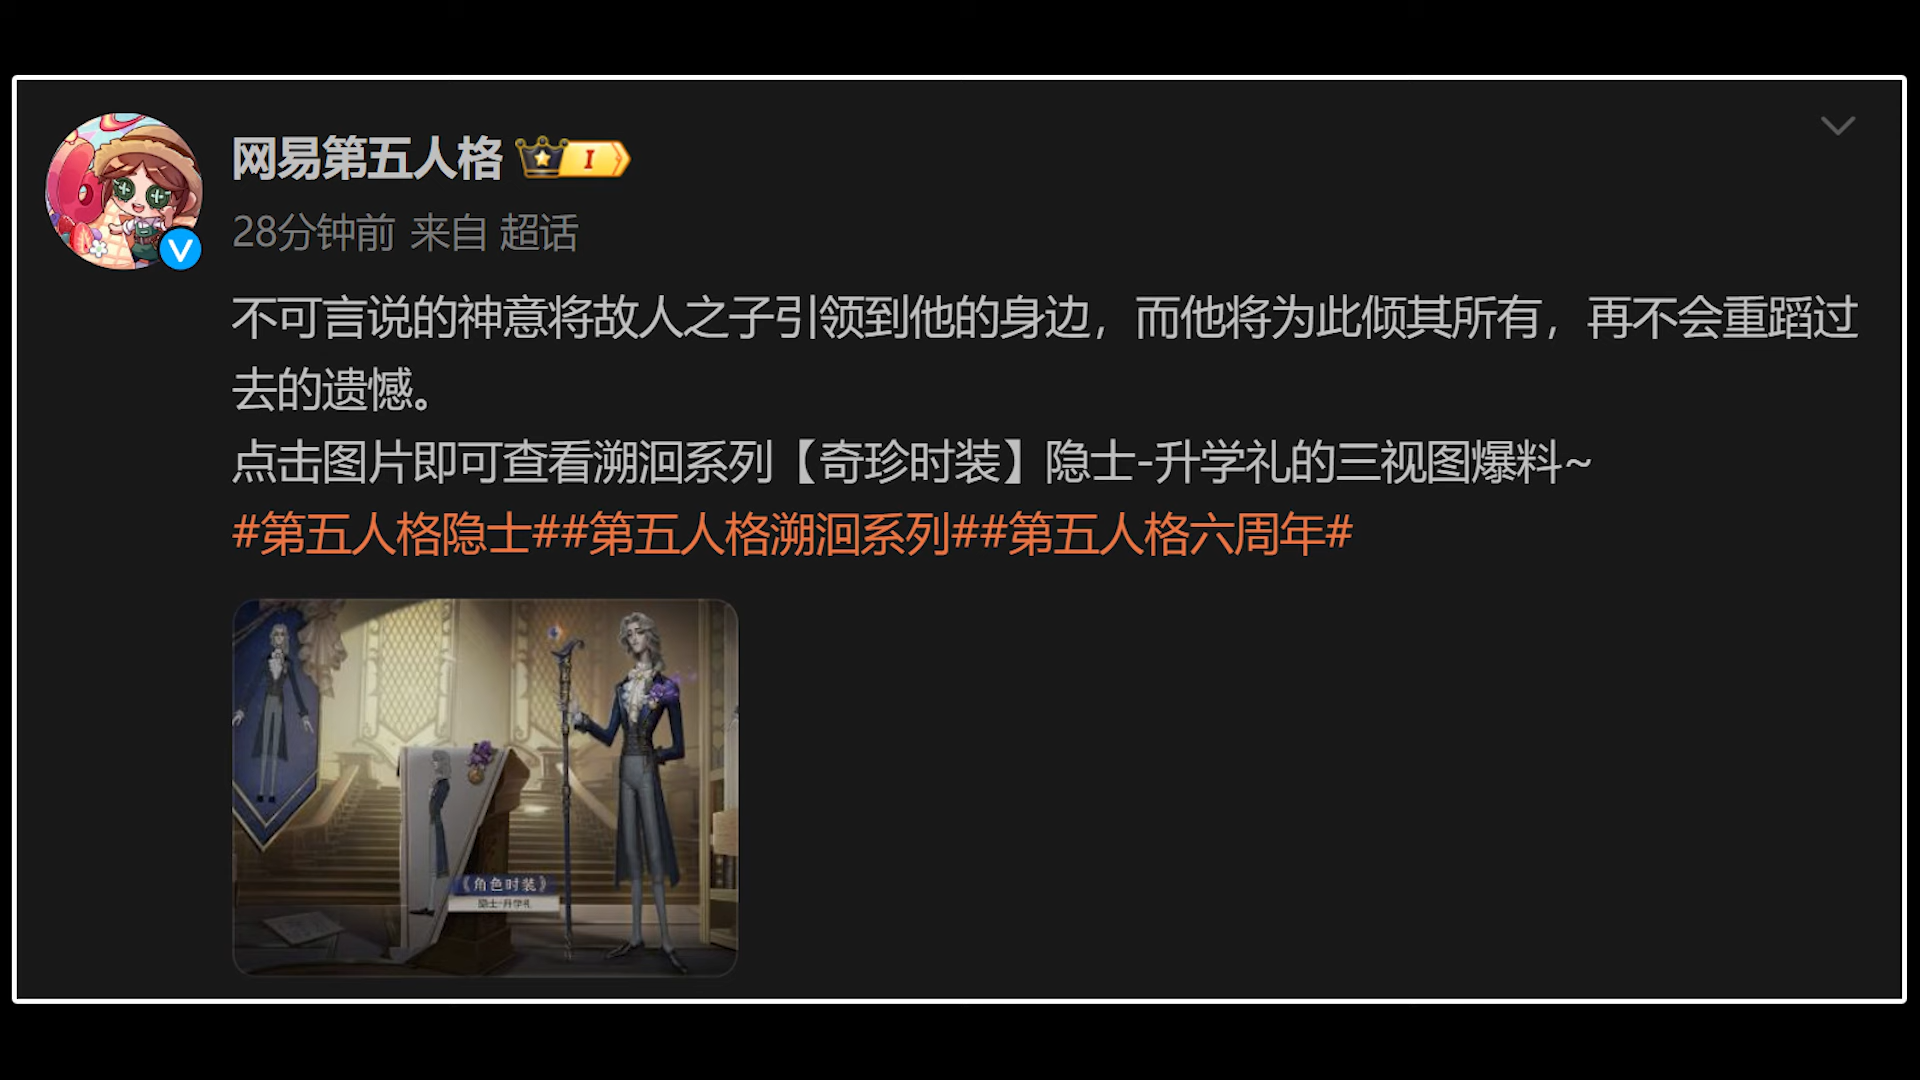 网易第五人格 I
28分钟前 来自 超话
不可言说的神意将故人之子引领到他的身边，而他将为此倾其所有，再不会重蹈过
去的遗憾。
点击图片即可查看溯洄系列【奇珍时装】隐士-升学礼的三视图爆料~
#第五人格隐士##第五人格溯洄系列##第五人格六周年#
《角色时装》
隐士-升学礼